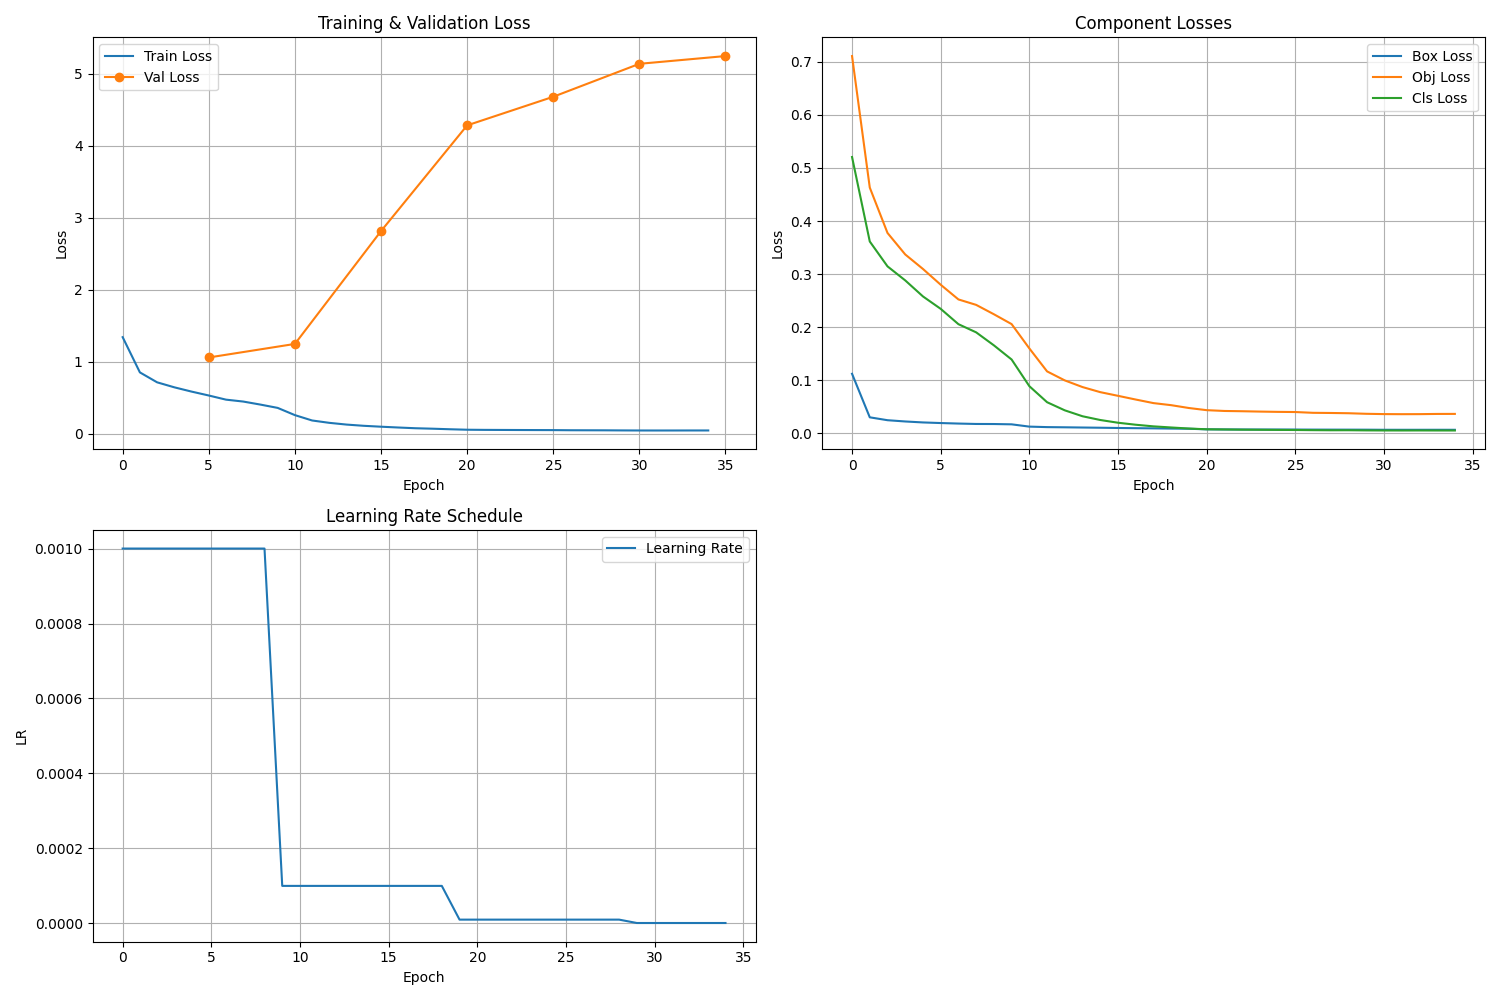 Training & Validation Loss
Train Loss
Val Loss
5
4
3
2
1
0
Loss
0 5 10 15 20 25 30 35
Epoch
Component Losses
Box Loss
Obj Loss
Cls Loss
0.7
0.6
0.5
0.4
0.3
0.2
0.1
0.0
Loss
0 5 10 15 20 25 30 35
Epoch
Learning Rate Schedule
Learning Rate
0.0010
0.0008
0.0006
0.0004
0.0002
0.0000
LR
0 5 10 15 20 25 30 35
Epoch